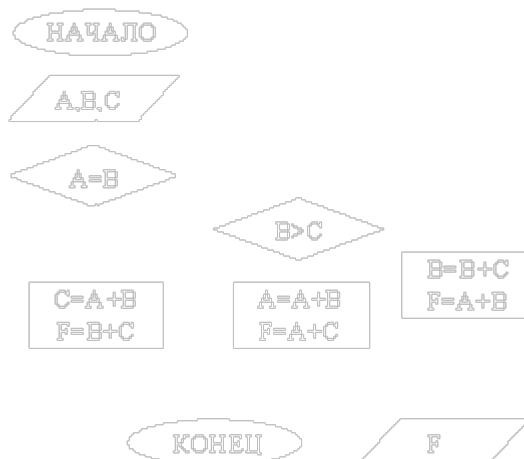 НАЧАЛО
A,B,C
A=B
B>C
B=B+C
F=A+B
C=A+B
F=B+C
A=A+B
F=A+C
КОНЕЦ
F